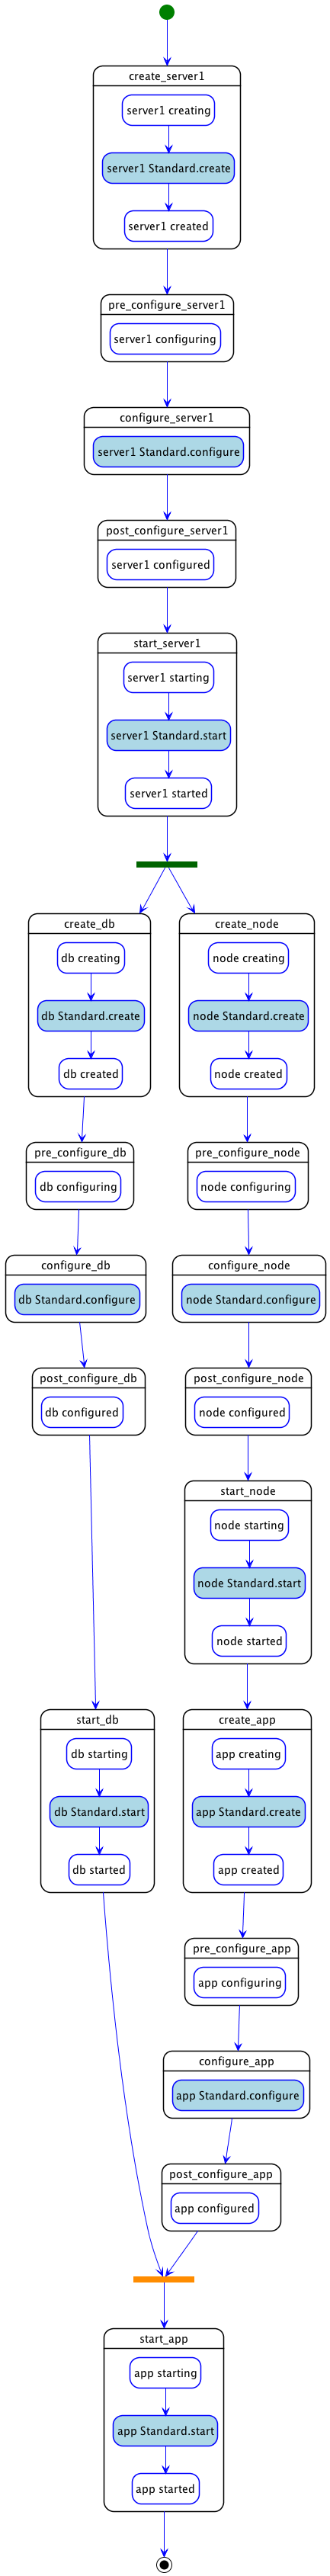 create_server1
server1 creating
server1 Standard.create
server1 created
pre_configure_server1
server1 configuring
configure_server1
server1 Standard.configure
post_configure_server1
server1 configured
start_server1
server1 starting
server1 Standard.start
server1 started
create_db
db creating
db Standard.create
db created
pre_configure_db
db configuring
configure_db
db Standard.configure
post_configure_db
db configured
start_db
db starting
db Standard.start
db started
create_node
node creating
node Standard.create
node created
pre_configure_node
node configuring
configure_node
node Standard.configure
post_configure_node
node configured
start_node
node starting
node Standard.start
node started
create_app
app creating
app Standard.create
app created
pre_configure_app
app configuring
configure_app
app Standard.configure
post_configure_app
app configured
start_app
app starting
app Standard.start
app started